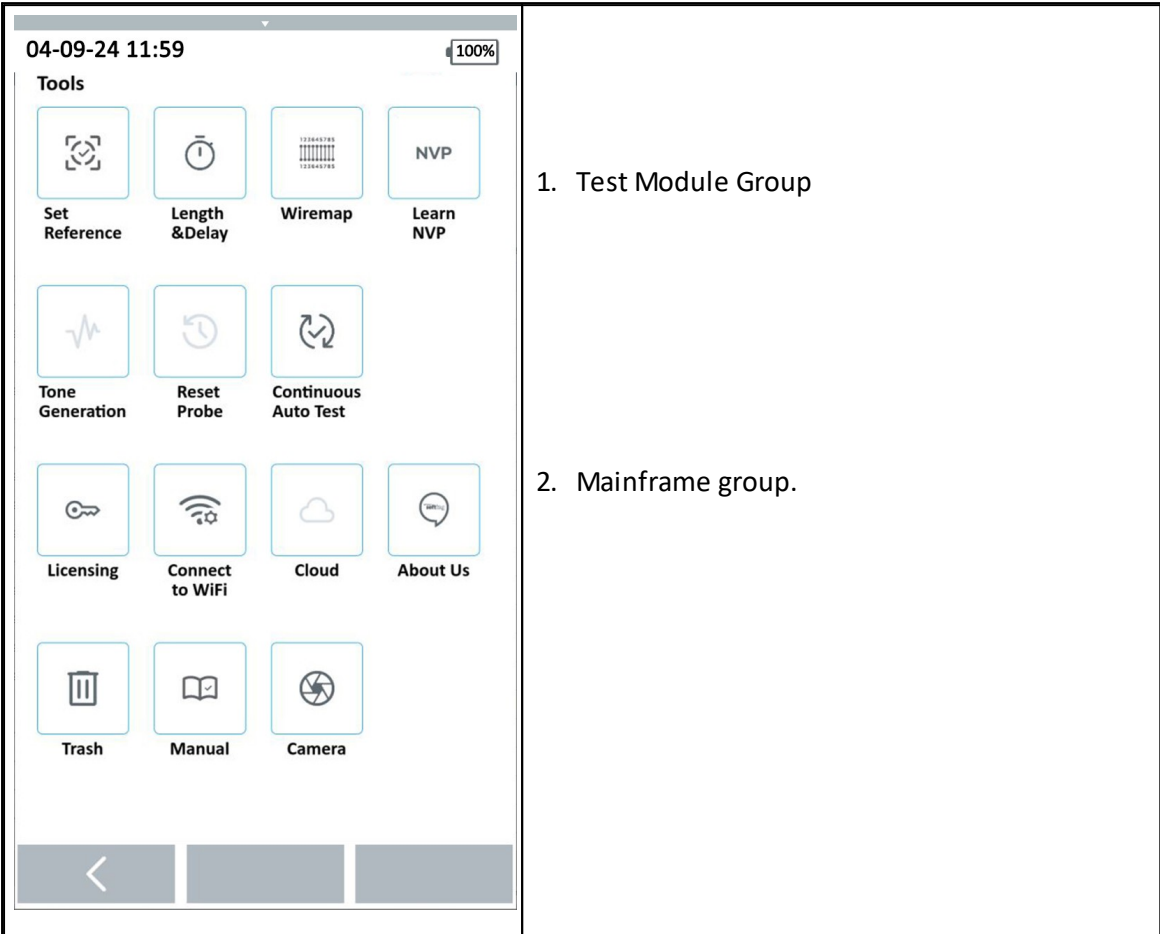 04-09-24 11:59
100%
Tools
123645785
123645785
NVP
Set
Reference
Length
&Delay
Wiremap
Learn
NVP
Tone
Generation
Reset
Probe
Continuous
Auto Test
Licensing
Connect
to WiFi
Cloud
About Us
Trash
Manual
Camera
1. Test Module Group
2. Mainframe group.